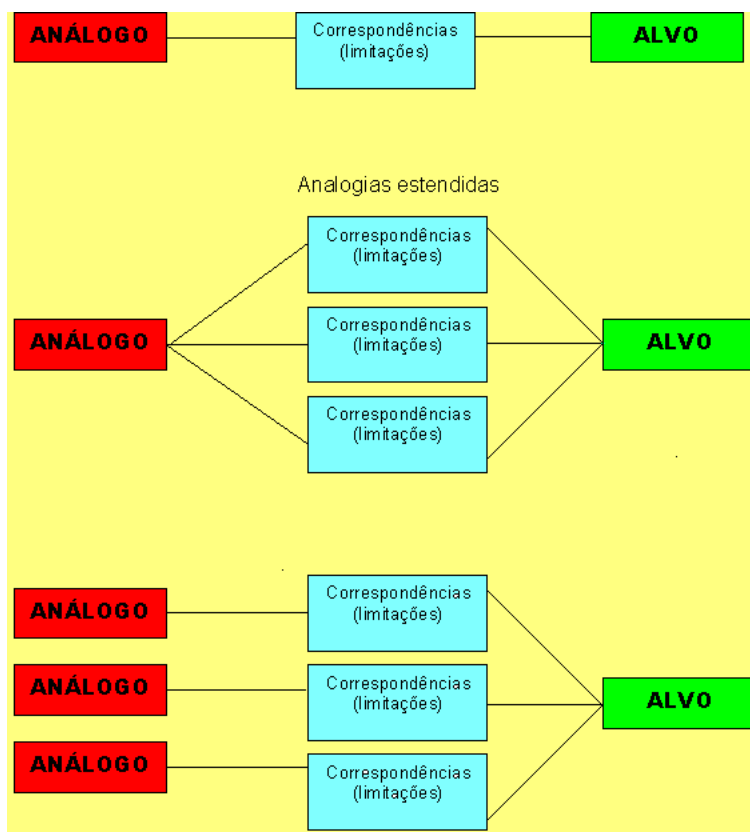 ANÁLOGO
Correspondências
(limitações)
ALVO
Analogias estendidas
Correspondências
(limitações)
ANÁLOGO
Correspondências
(limitações)
ALVO
Correspondências
(limitações)
ANÁLOGO
Correspondências
(limitações)
ANÁLOGO
Correspondências
(limitações)
ALVO
ANÁLOGO
Correspondências
(limitações)